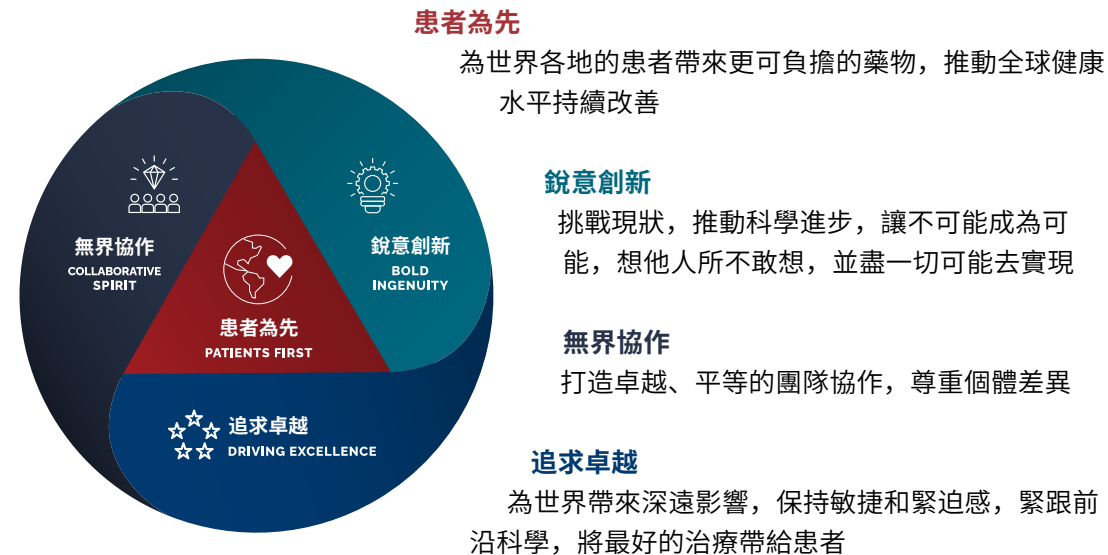 患者為先
為世界各地的患者帶來更可負擔的藥物，推動全球健康
水平持續改善
銳意創新
挑戰現狀，推動科學進步，讓不可能成為可
能，想他人所不敢想，並盡一切可能去實現
無界協作
打造卓越、平等的團隊協作，尊重個體差異
追求卓越
為世界帶來深遠影響，保持敏捷和緊迫感，緊跟前
沿科學，將最好的治療帶給患者
無界協作
COLLABORATIVE
SPIRIT
銳意創新
BOLD
INGENUITY
患者為先
PATIENTS FIRST
追求卓越
DRIVING EXCELLENCE